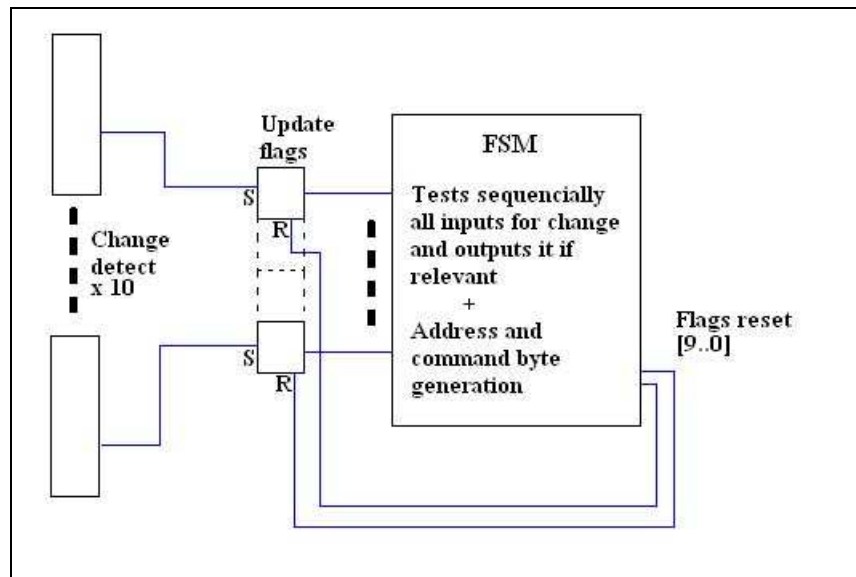 Update
flags
FSM
S
R
Tests sequencially
all inputs for change
and outputs it if
relevant
+
Address and
command byte
generation
Change
detect
x 10
S
R
Flags reset
[9..0]